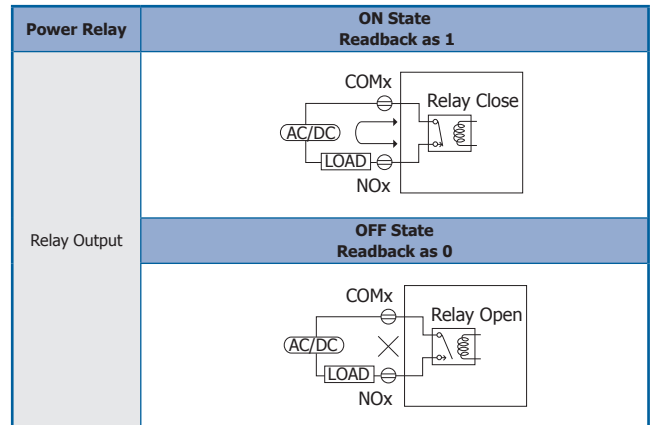 Power Relay
ON State
Readback as 1
COMx
Relay Close
AC/DC
LOAD
NOx
Relay Output
OFF State
Readback as 0
COMx
Relay Open
AC/DC
LOAD
NOx